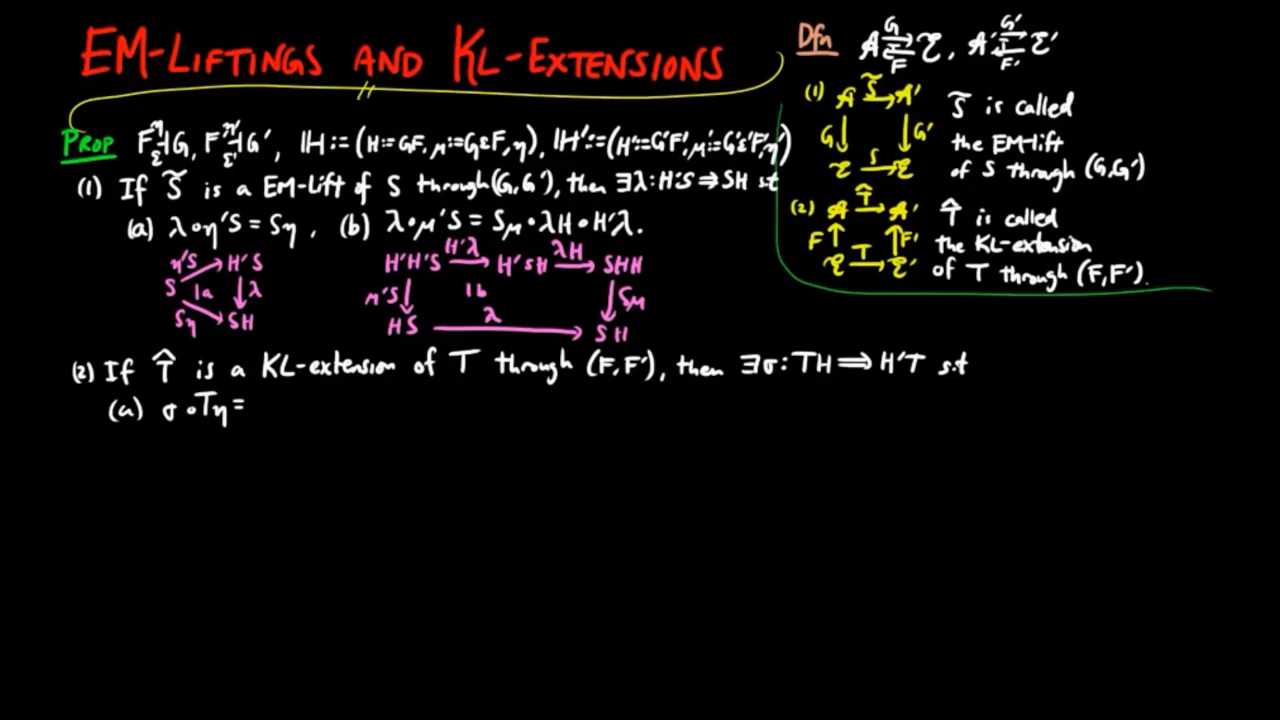 EM-LIFTINGS AND KL-EXTENSIONS
PROP F ⊣ G, F' ⊣ G', IH := (H:=GF, μ:=GεF, η), IH' := (H':=G'F', μ':=G'ε'F', η')
η η'
ε ε'
(1) If S̃ is a EM-Lift of S through (G,G'), then ∃λ: H'S ⇒ SH s.t
(a) λ∘η'S = Sη, (b) λ∘μ'S = Sμ∘λH∘H'λ.
η'S H'S
S 1a λ
Sη SH
H'H'S H'λ H'SH λH SHH
μ'S 1b Sμ
HS λ SH
(2) If T̂ is a KL-extension of T through (F,F'), then ∃σ: TH ⟹ H'T s.t
(a) σ∘Tη =
Dfn A G F ℰ, A' G' F' ℰ'
(1) A S̃ A' S̃ is called
G G' the EM-lift
ℰ S ℰ' of S through (G,G')
(2) A T̂ A' T̂ is called
F T F' the KL-extension
ℰ ℰ' of T through (F,F').